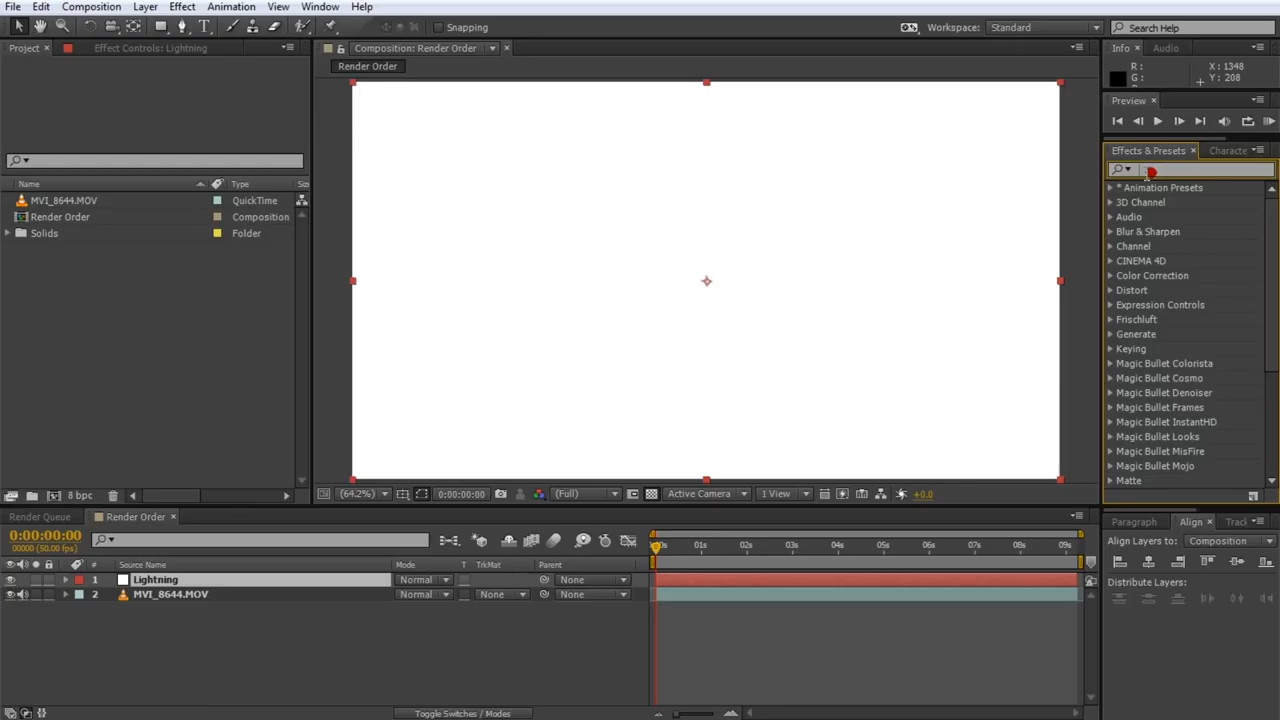 File Edit Composition Layer Effect Animation View Window Help
Snapping
Workspace: Standard
Search Help
Project
Effect Controls: Lightning
Composition: Render Order
Info Audio
Render Order
R: X: 1348
G: Y: 208
Preview
Effects & Presets Characte
Name Type Siz
MVI_8644.MOV QuickTime
Render Order Composition
Solids Folder
* Animation Presets
3D Channel
Audio
Blur & Sharpen
Channel
CINEMA 4D
Color Correction
Distort
Expression Controls
Frischluft
Generate
Keying
Magic Bullet Colorista
Magic Bullet Cosmo
Magic Bullet Denoiser
Magic Bullet Frames
Magic Bullet InstantHD
Magic Bullet Looks
Magic Bullet MisFire
Magic Bullet Mojo
Matte
8 bpc
(64.2%) 0:00:00:00 (Full) Active Camera 1 View +0.0
Render Queue Render Order
Paragraph Align Tracl
0:00:00:00
00000 (50.00 fps)
01s 02s 03s 04s 05s 06s 07s 08s 09s
Align Layers to: Composition
# Source Name Mode T TrkMat Parent
1 Lightning Normal None
2 MVI_8644.MOV Normal None None
Distribute Layers:
Toggle Switches / Modes